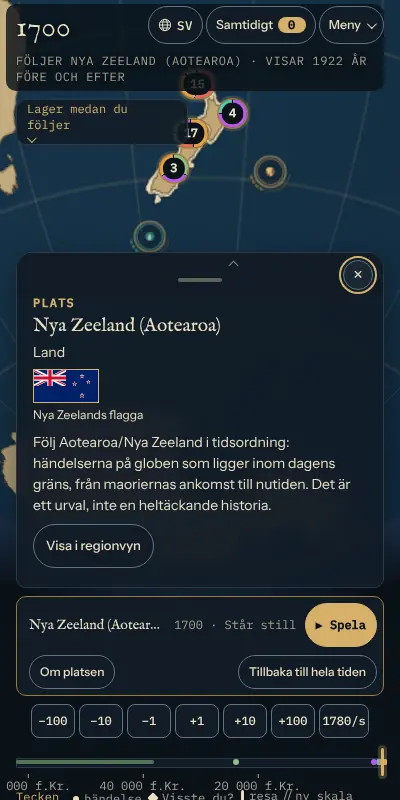 1700
SV
Samtidigt 0
Meny
FÖLJER NYA ZEELAND (AOTEAROA) · VISAR 1922 ÅR
FÖRE OCH EFTER
15
Lager medan du
följer
4
17
3
PLATS
Nya Zeeland (Aotearoa)
Land
Nya Zeelands flagga
Följ Aotearoa/Nya Zeeland i tidsordning:
händelserna på globen som ligger inom dagens
gräns, från maoriernas ankomst till nutiden. Det är
ett urval, inte en heltäckande historia.
Visa i regionvyn
Nya Zeeland (Aotear… 1700 · Står still
▶ Spela
Om platsen
Tillbaka till hela tiden
−100 −10 −1 +1 +10 +100 1780/s
000 f.Kr. 40 000 f.Kr. 20 000 f.Kr.
Tecken händelse Visste du? resa // ny skala